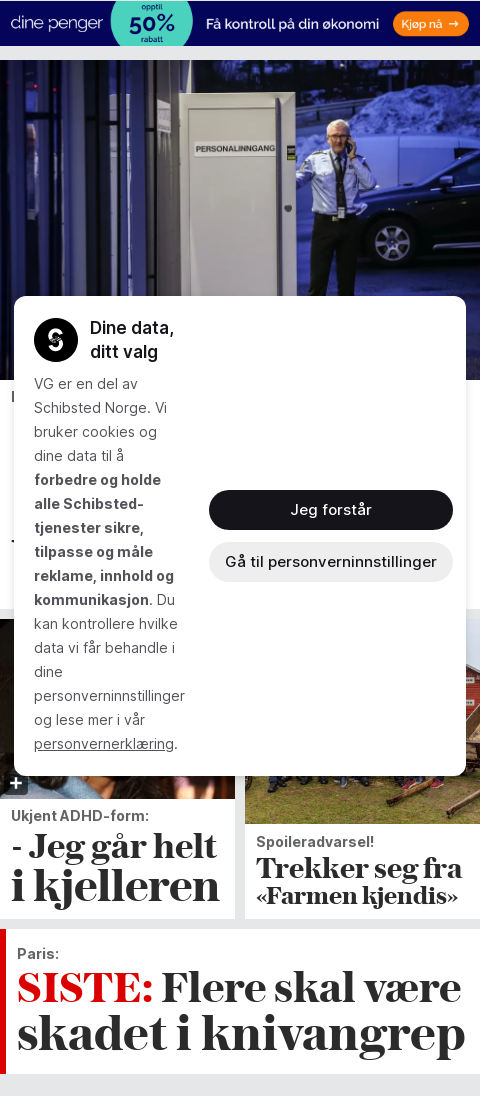 dine penger
opptil
50%
rabatt
Få kontroll på din økonomi
Kjøp nå →
PERSONALINNGANG
Dine data,
ditt valg
VG er en del av
Schibsted Norge. Vi
bruker cookies og
dine data til å
forbedre og holde
alle Schibsted-
tjenester sikre,
tilpasse og måle
reklame, innhold og
kommunikasjon. Du
kan kontrollere hvilke
data vi får behandle i
dine
personverninnstillinger
og lese mer i vår
personvernerklæring.
Jeg forstår
Gå til personverninnstillinger
Ukjent ADHD-form:
- Jeg går helt
i kjelleren
Spoileradvarsel!
Trekker seg fra
«Farmen kjendis»
Paris:
SISTE: Flere skal være
skadet i knivangrep